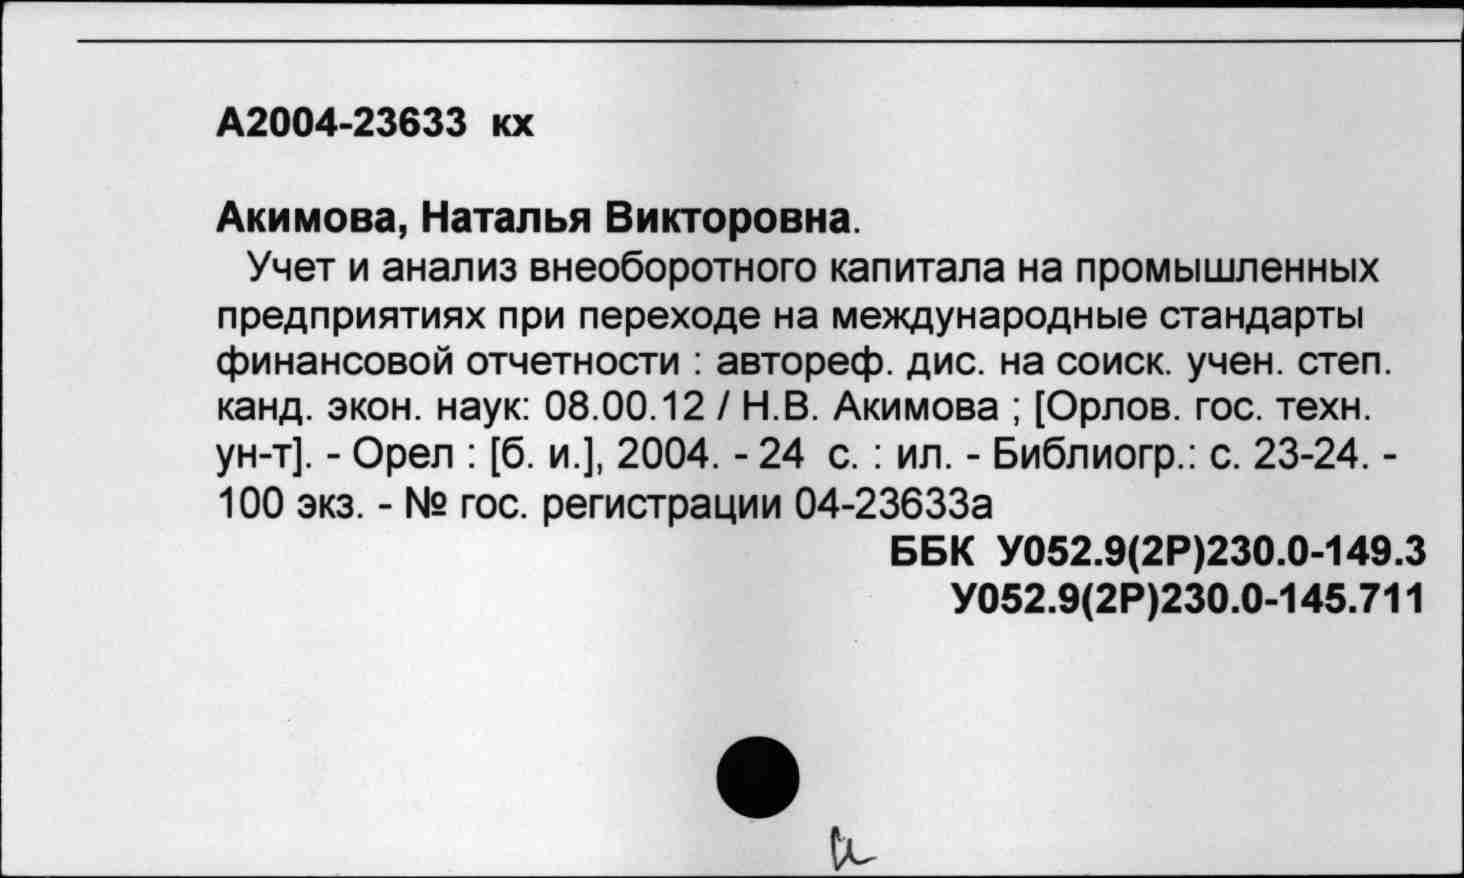 А2004-23633 кх
Акимова, Наталья Викторовна.
Учет и анализ внеоборотного капитала на промышленных
предприятиях при переходе на международные стандарты
финансовой отчетности : автореф. дис. на соиск. учен. степ.
канд. экон. наук: 08.00.12 / Н.В. Акимова ; [Орлов. гос. техн.
ун-т]. - Орел : [б. и.], 2004. - 24 с. : ил. - Библиогр.: с. 23-24. -
100 экз. - № гос. регистрации 04-23633а
ББК У052.9(2Р)230.0-149.3
У052.9(2Р)230.0-145.711